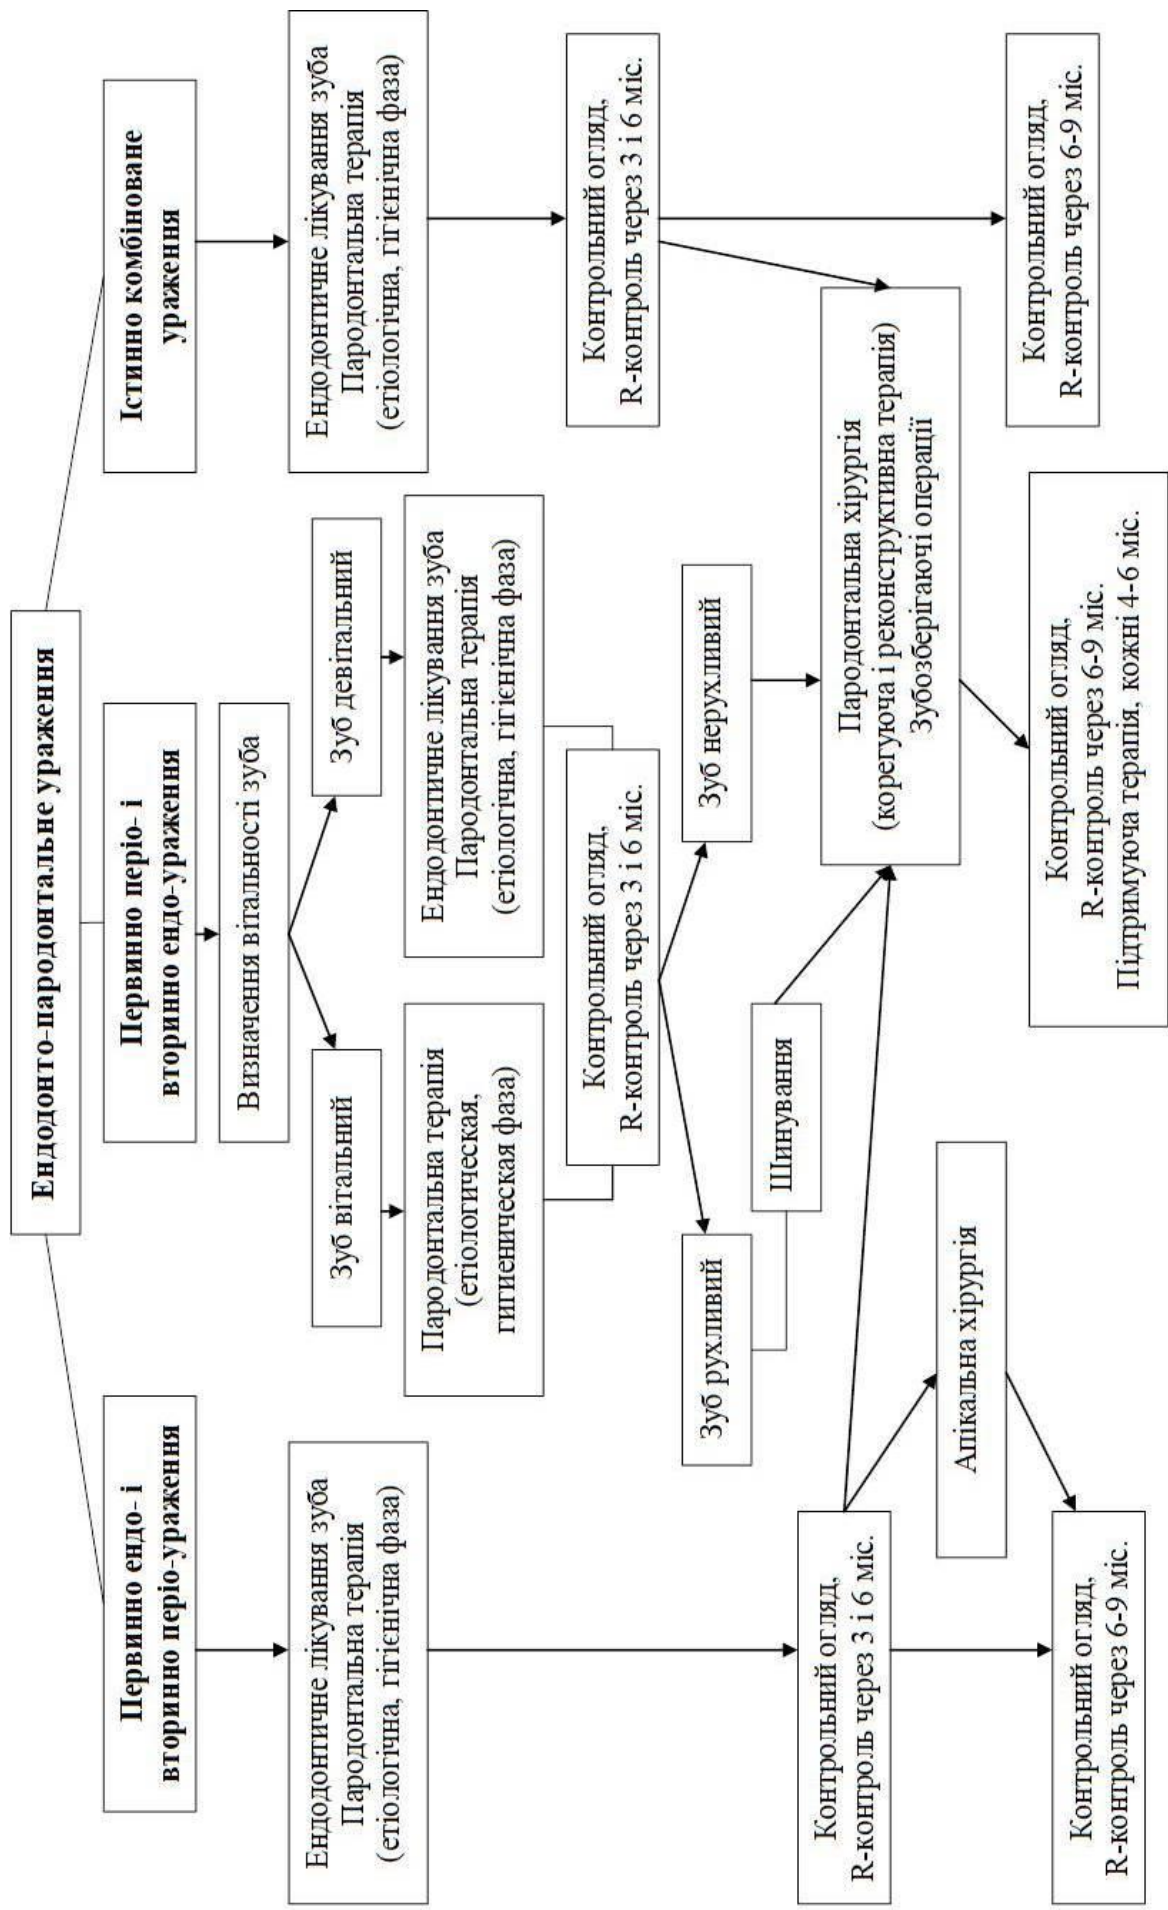 Ендодонто-пародонтальне ураження
Первинно ендо- і
вторинно періо-ураження
Первинно періо- і
вторинно ендо-ураження
Істинно комбіноване
ураження
Визначення вітальності зуба
Ендодонтичне лікування зуба
Пародонтальна терапія
(етіологічна, гігієнічна фаза)
Зуб вітальний
Зуб девітальний
Ендодонтичне лікування зуба
Пародонтальна терапія
(етіологічна, гігієнічна фаза)
Пародонтальна терапія
(етіологическая,
гигиеническая фаза)
Ендодонтичне лікування зуба
Пародонтальна терапія
(етіологічна, гігієнічна фаза)
Контрольний огляд,
R-контроль через 3 і 6 міс.
Контрольний огляд,
R-контроль через 3 і 6 міс.
Зуб рухливий
Зуб нерухливий
Шинування
Контрольний огляд,
R-контроль через 3 і 6 міс.
Пародонтальна хірургія
(корегуюча і реконструктивна терапія)
Зубозберігаючі операції
Апікальна хірургія
Контрольний огляд,
R-контроль через 6-9 міс.
Контрольний огляд,
R-контроль через 6-9 міс.
Підтримуюча терапія, кожні 4-6 міс.
Контрольний огляд,
R-контроль через 6-9 міс.